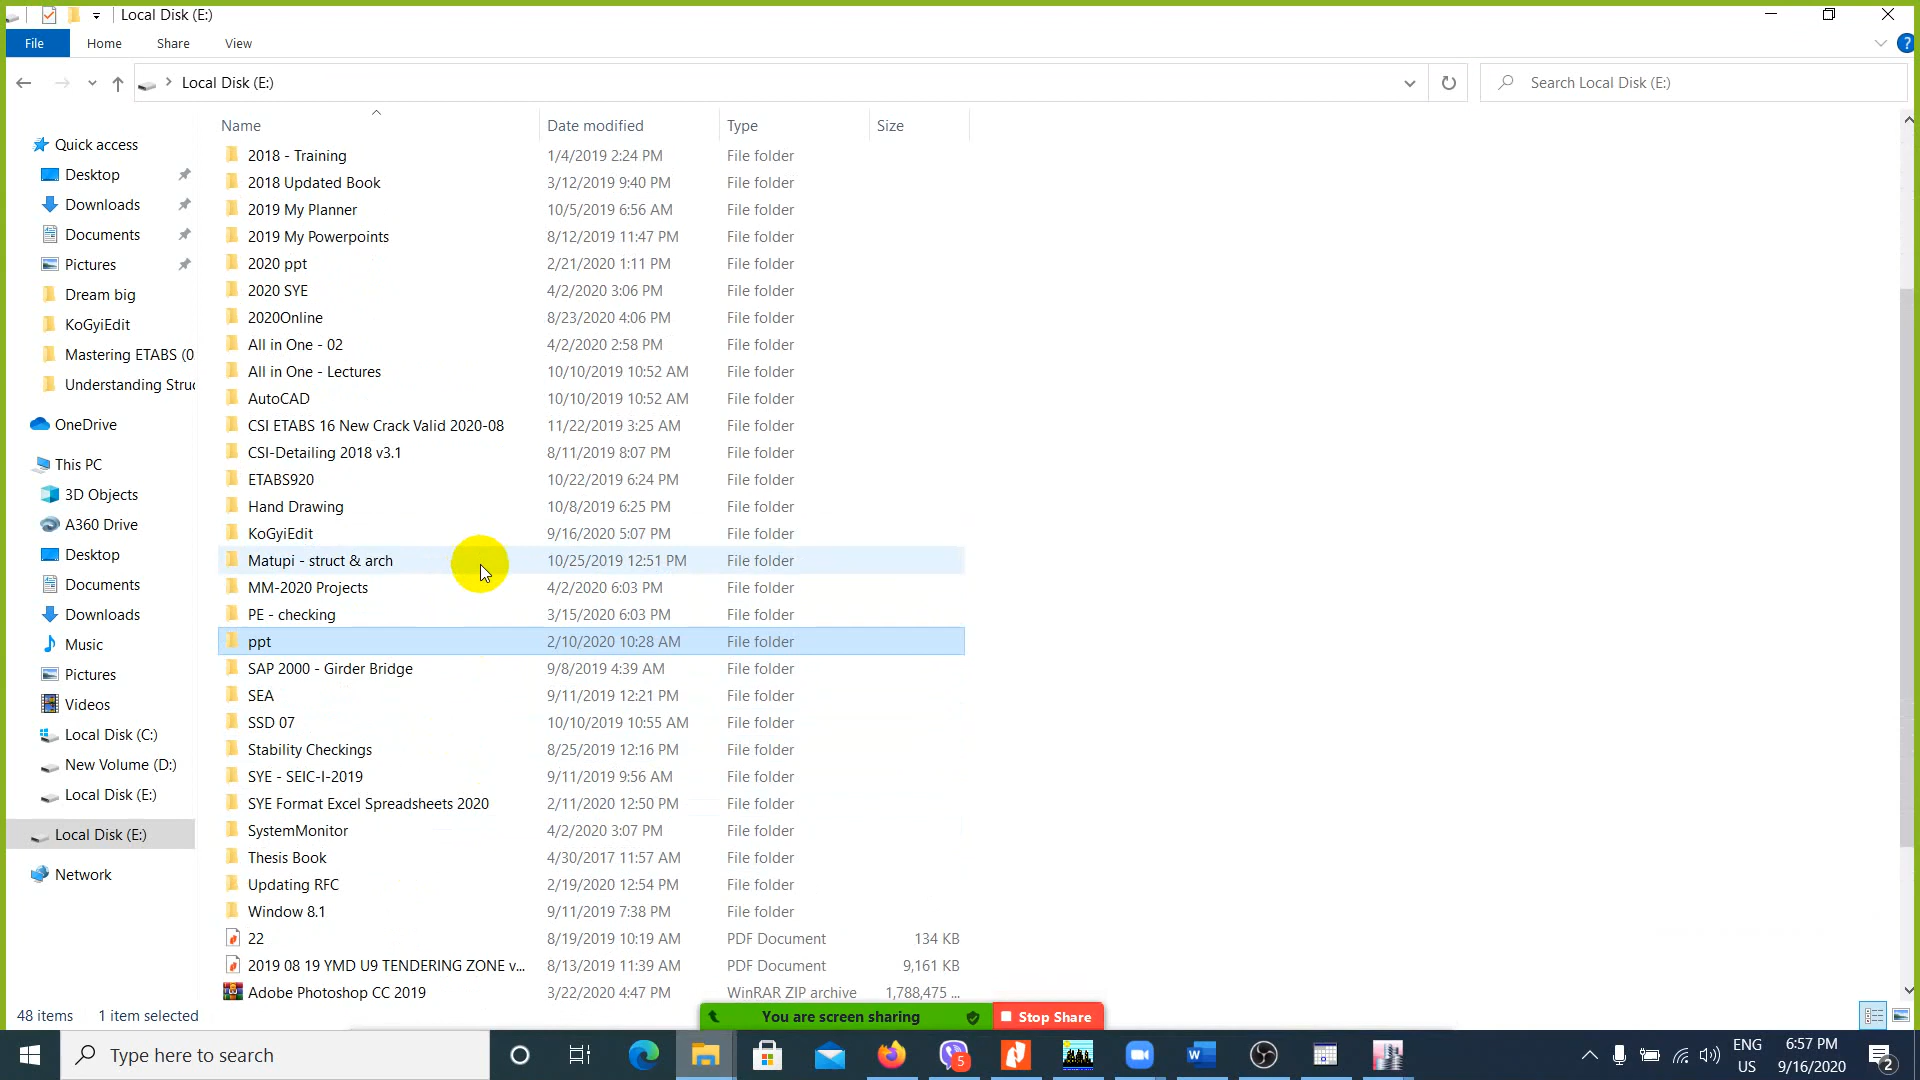 Local Disk (E:)
File Home Share View
Local Disk (E:)
Search Local Disk (E:)
Name Date modified Type Size
Quick access
Desktop
Downloads
Documents
Pictures
Dream big
KoGyiEdit
Mastering ETABS (0
Understanding Struc
OneDrive
This PC
3D Objects
A360 Drive
Desktop
Documents
Downloads
Music
Pictures
Videos
Local Disk (C:)
New Volume (D:)
Local Disk (E:)
Local Disk (E:)
Network
2018 - Training 1/4/2019 2:24 PM File folder
2018 Updated Book 3/12/2019 9:40 PM File folder
2019 My Planner 10/5/2019 6:56 AM File folder
2019 My Powerpoints 8/12/2019 11:47 PM File folder
2020 ppt 2/21/2020 1:11 PM File folder
2020 SYE 4/2/2020 3:06 PM File folder
2020Online 8/23/2020 4:06 PM File folder
All in One - 02 4/2/2020 2:58 PM File folder
All in One - Lectures 10/10/2019 10:52 AM File folder
AutoCAD 10/10/2019 10:52 AM File folder
CSI ETABS 16 New Crack Valid 2020-08 11/22/2019 3:25 AM File folder
CSI-Detailing 2018 v3.1 8/11/2019 8:07 PM File folder
ETABS920 10/22/2019 6:24 PM File folder
Hand Drawing 10/8/2019 6:25 PM File folder
KoGyiEdit 9/16/2020 5:07 PM File folder
Matupi - struct & arch 10/25/2019 12:51 PM File folder
MM-2020 Projects 4/2/2020 6:03 PM File folder
PE - checking 3/15/2020 6:03 PM File folder
ppt 2/10/2020 10:28 AM File folder
SAP 2000 - Girder Bridge 9/8/2019 4:39 AM File folder
SEA 9/11/2019 12:21 PM File folder
SSD 07 10/10/2019 10:55 AM File folder
Stability Checkings 8/25/2019 12:16 PM File folder
SYE - SEIC-I-2019 9/11/2019 9:56 AM File folder
SYE Format Excel Spreadsheets 2020 2/11/2020 12:50 PM File folder
SystemMonitor 4/2/2020 3:07 PM File folder
Thesis Book 4/30/2017 11:57 AM File folder
Updating RFC 2/19/2020 12:54 PM File folder
Window 8.1 9/11/2019 7:38 PM File folder
22 8/19/2019 10:19 AM PDF Document 134 KB
2019 08 19 YMD U9 TENDERING ZONE v... 8/13/2019 11:39 AM PDF Document 9,161 KB
Adobe Photoshop CC 2019 3/22/2020 4:47 PM WinRAR ZIP archive 1,788,475 ...
48 items 1 item selected
You are screen sharing Stop Share
Type here to search
5
W
ENG
US
6:57 PM
9/16/2020
2